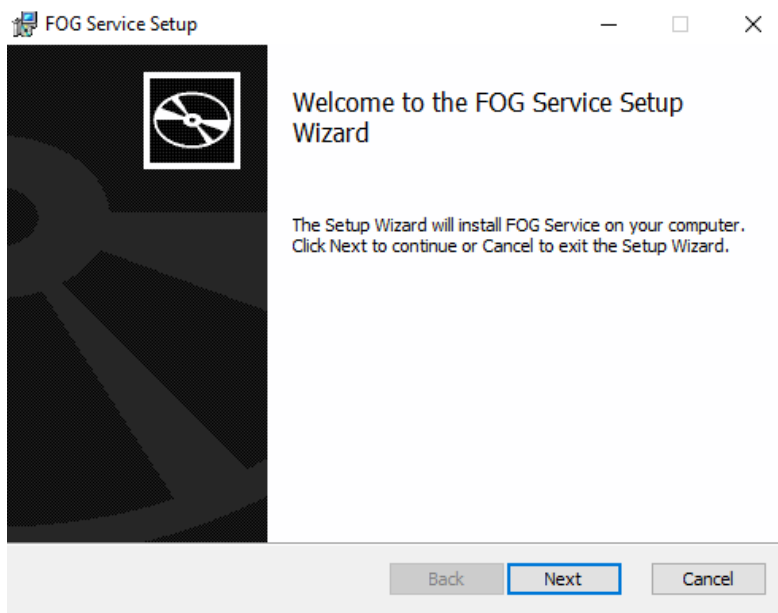 FOG Service Setup
Welcome to the FOG Service Setup
Wizard
The Setup Wizard will install FOG Service on your computer.
Click Next to continue or Cancel to exit the Setup Wizard.
Back Next Cancel